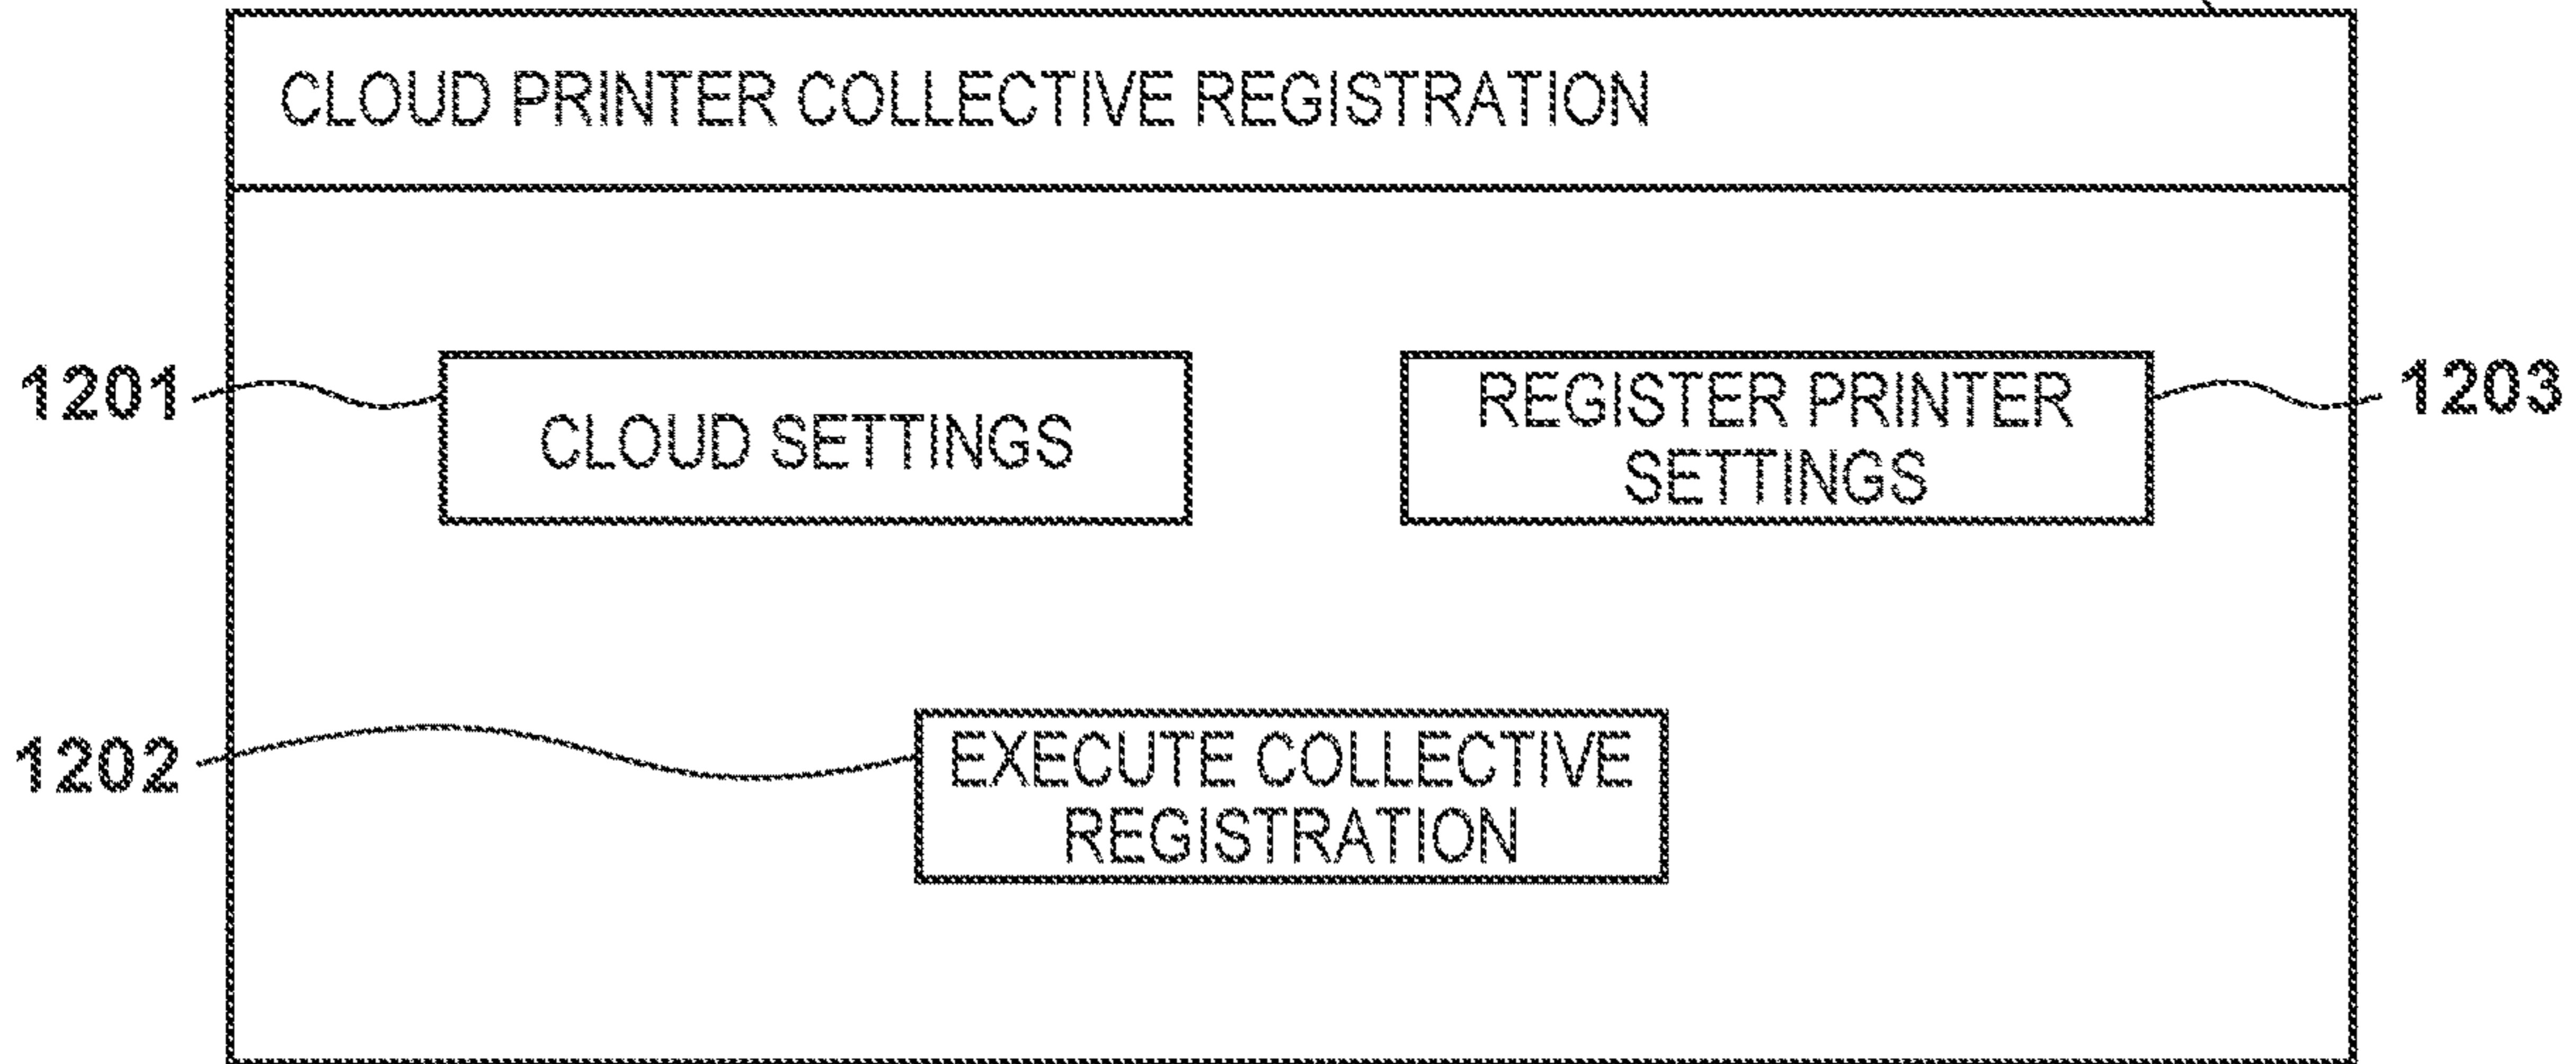 CLOUD PRINTER COLLECTIVE REGISTRATION
1201
CLOUD SETTINGS
REGISTER PRINTER
SETTINGS
1203
1202
EXECUTE COLLECTIVE
REGISTRATION